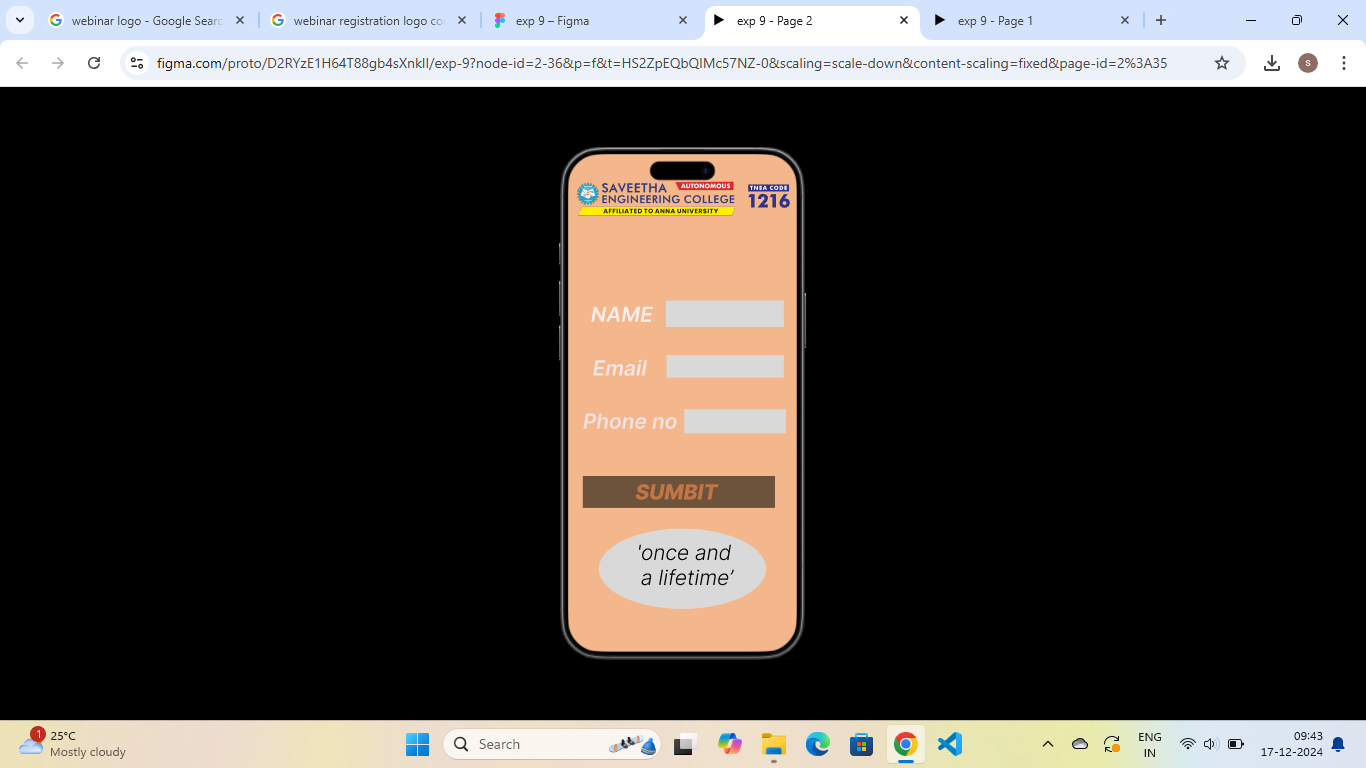 webinar logo - Google Searc
webinar registration logo co
exp 9 – Figma
exp 9 - Page 2
exp 9 - Page 1
figma.com/proto/D2RYzE1H64T88gb4sXnkIl/exp-9?node-id=2-36&p=f&t=HS2ZpEQbQIMc57NZ-0&scaling=scale-down&content-scaling=fixed&page-id=2%3A35
S
SAVEETHA AUTONOMOUS
ENGINEERING COLLEGE
AFFILIATED TO ANNA UNIVERSITY
TNEA CODE
1216
NAME
Email
Phone no
SUMBIT
'once and
a lifetime’
1
25°C
Mostly cloudy
Search
ENG
IN
09:43
17-12-2024